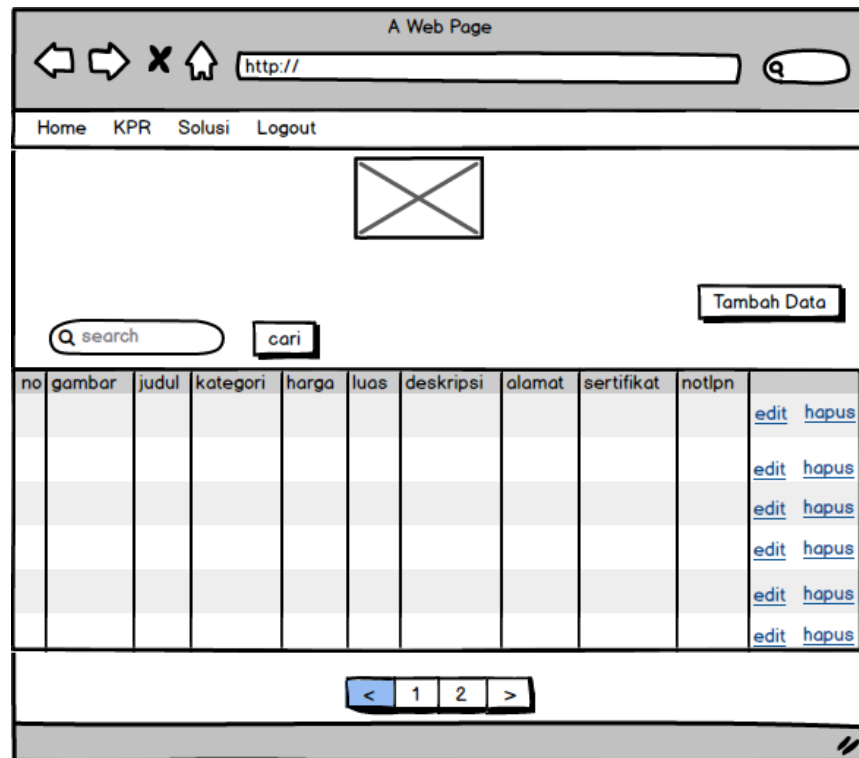 A Web Page
http://
Home KPR Solusi Logout
Tambah Data
search cari
no gambar judul kategori harga luas deskripsi alamat sertifikat notlpn
edit hapus
edit hapus
edit hapus
edit hapus
edit hapus
edit hapus
< 1 2 >